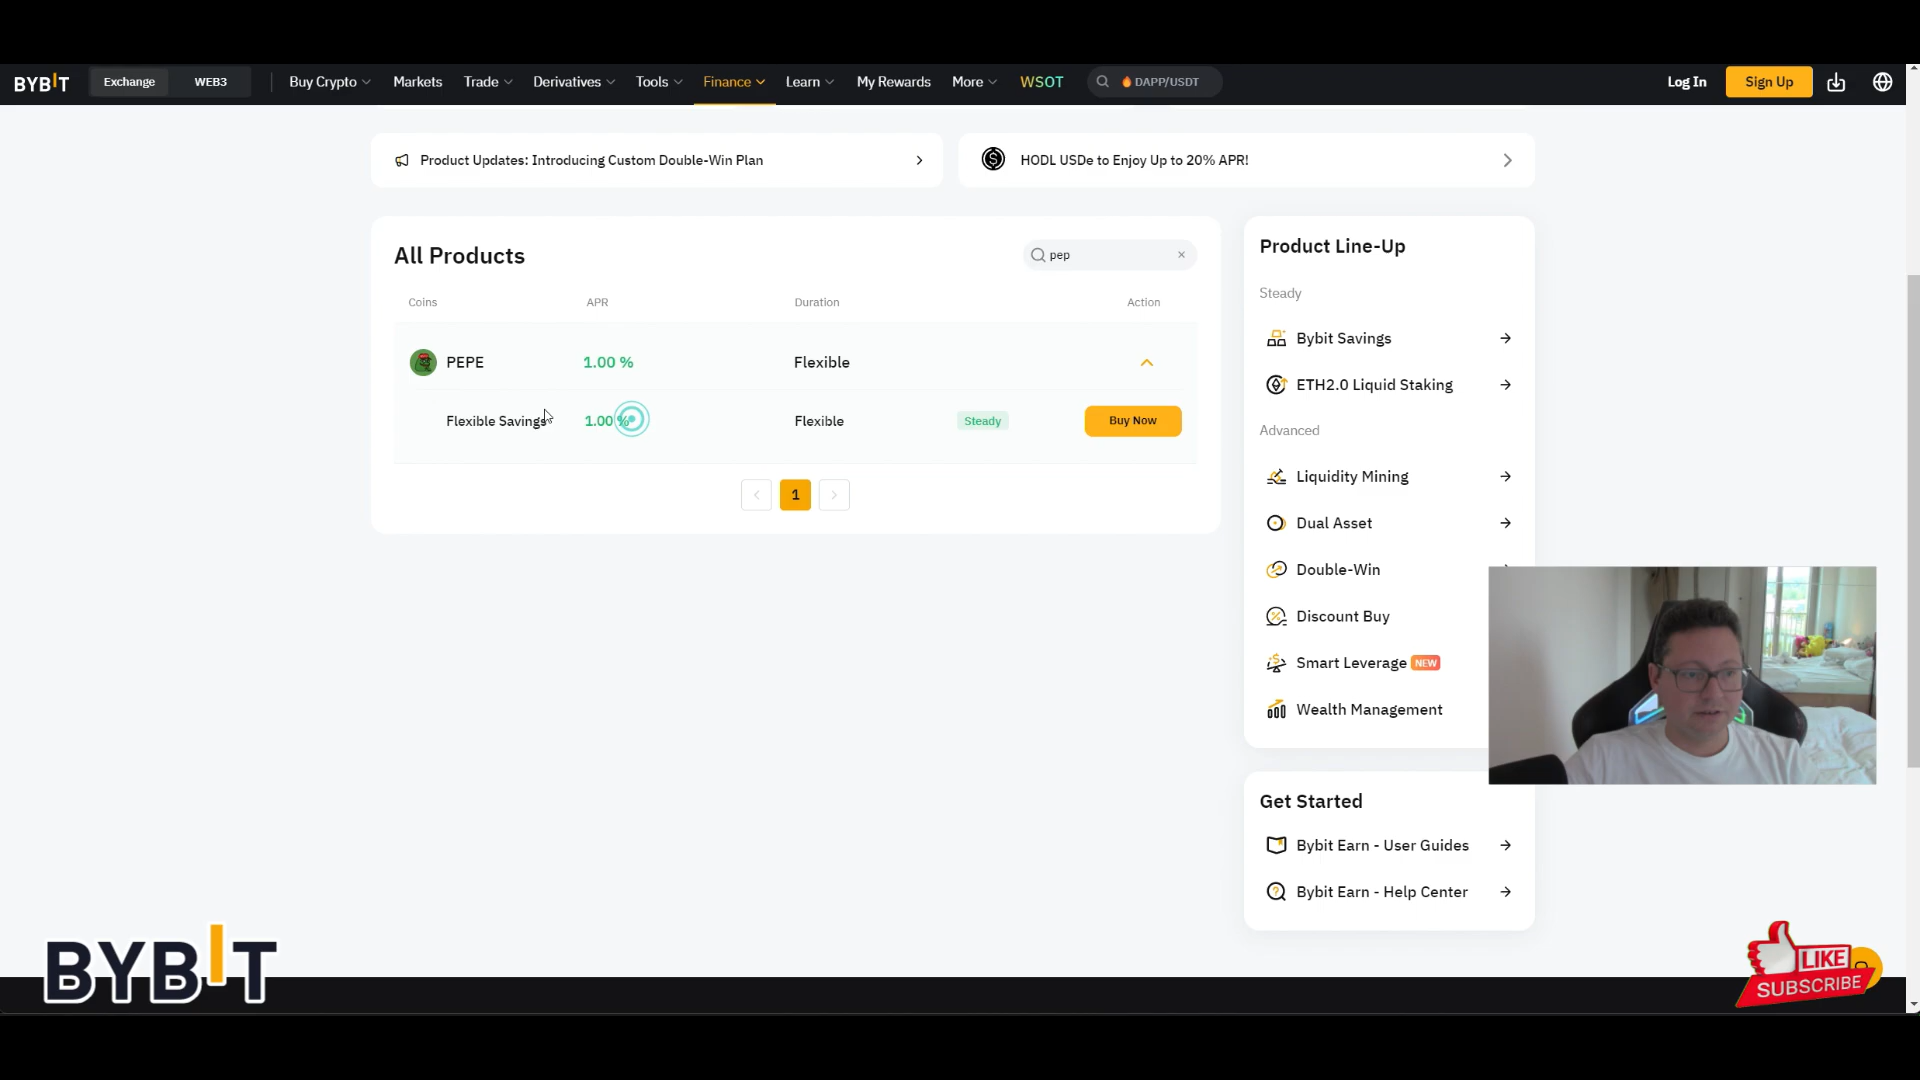 BYBIT Exchange WEB3 Buy Crypto Markets Trade Derivatives Tools Finance Learn My Rewards More WSOT DAPP/USDT Log In Sign Up
Product Updates: Introducing Custom Double-Win Plan
HODL USDe to Enjoy Up to 20% APR!
All Products
pep
Coins APR Duration Action
PEPE 1.00 % Flexible
Flexible Savings 1.00 % Flexible Steady Buy Now
1
Product Line-Up
Steady
Bybit Savings
ETH2.0 Liquid Staking
Advanced
Liquidity Mining
Dual Asset
Double-Win
Discount Buy
Smart Leverage NEW
Wealth Management
Get Started
Bybit Earn - User Guides
Bybit Earn - Help Center
BYBIT
LIKE
SUBSCRIBE